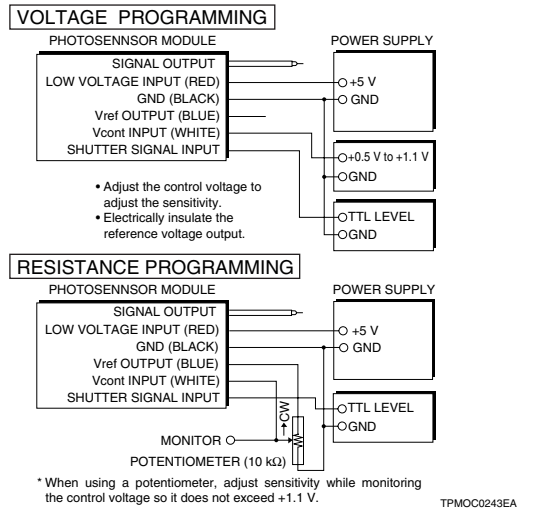 VOLTAGE PROGRAMMING
PHOTOSENNSOR MODULE
POWER SUPPLY
SIGNAL OUTPUT
LOW VOLTAGE INPUT (RED)
GND (BLACK)
Vref OUTPUT (BLUE)
Vcont INPUT (WHITE)
SHUTTER SIGNAL INPUT
+5 V
GND
+0.5 V to +1.1 V
GND
TTL LEVEL
GND
• Adjust the control voltage to
adjust the sensitivity.
• Electrically insulate the
reference voltage output.
RESISTANCE PROGRAMMING
PHOTOSENNSOR MODULE
POWER SUPPLY
SIGNAL OUTPUT
LOW VOLTAGE INPUT (RED)
GND (BLACK)
Vref OUTPUT (BLUE)
Vcont INPUT (WHITE)
SHUTTER SIGNAL INPUT
+5 V
GND
TTL LEVEL
GND
CW
MONITOR
POTENTIOMETER (10 kΩ)
* When using a potentiometer, adjust sensitivity while monitoring
the control voltage so it does not exceed +1.1 V.
TPMOC0243EA